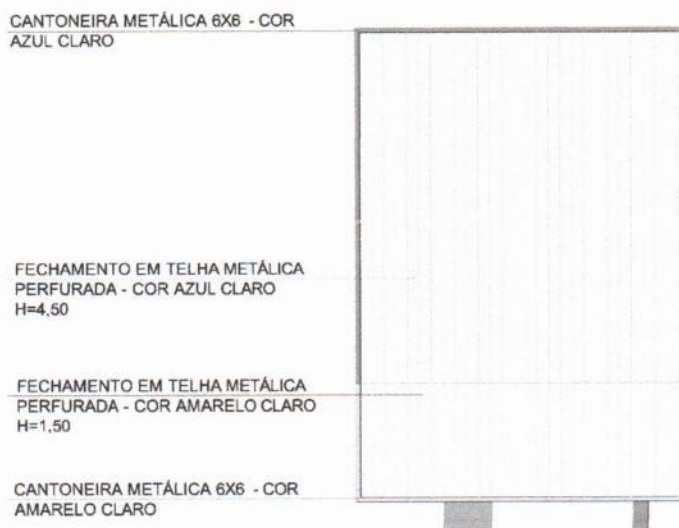 CANTONEIRA METÁLICA 6X6 - COR
AZUL CLARO
FECHAMENTO EM TELHA METÁLICA
PERFURADA - COR AZUL CLARO
H=4,50
FECHAMENTO EM TELHA METÁLICA
PERFURADA - COR AMARELO CLARO
H=1,50
CANTONEIRA METÁLICA 6X6 - COR
AMARELO CLARO